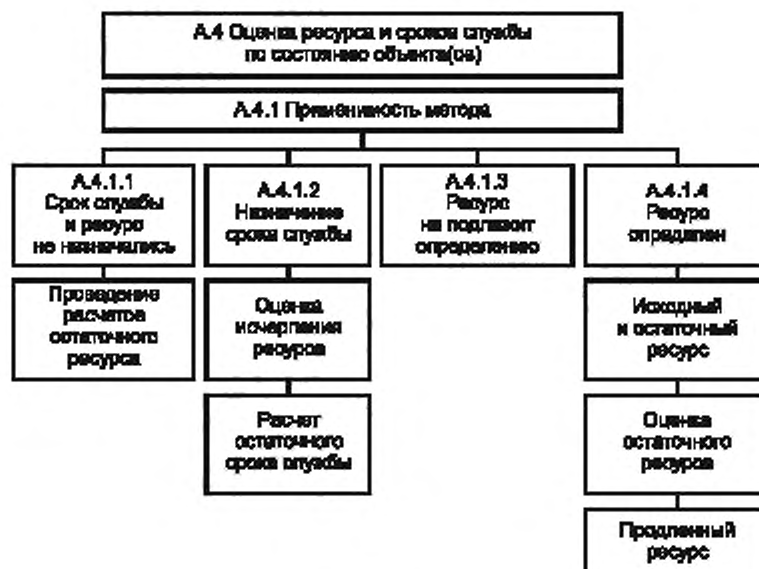 А.4 Оценка ресурса и сроков службы
по состоянию объекта(ов)
А.4.1 Применимость метода
А.4.1.1
Срок службы
и ресурс
не назначались
Проведение
расчетов
остаточного
ресурса
А.4.1.2
Назначение
срока службы
Оценка
исчерпания
ресурсов
Расчет
остаточного
срока службы
А.4.1.3
Ресурс
не подлежит
определению
А.4.1.4
Ресурс
определен
Исходный
и остаточный
ресурс
Оценка
остаточного
ресурсов
Продленный
ресурс